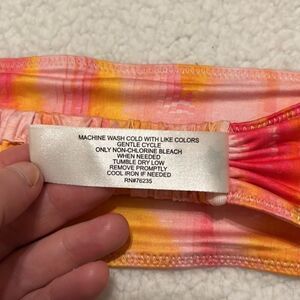 MACHINE WASH COLD WITH LIKE COLORS
GENTLE CYCLE
ONLY NON-CHLORINE BLEACH
WHEN NEEDED
TUMBLE DRY LOW
REMOVE PROMPTLY
COOL IRON IF NEEDED
RN#76235